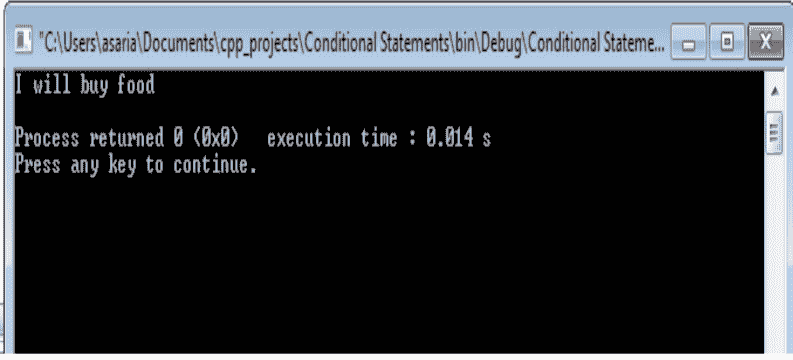 "C:\Users\asaria\Documents\cpp_projects\Conditional Statements\bin\Debug\Conditional Stateme...
I will buy food
Process returned 0 (0x0)   execution time : 0.014 s
Press any key to continue.